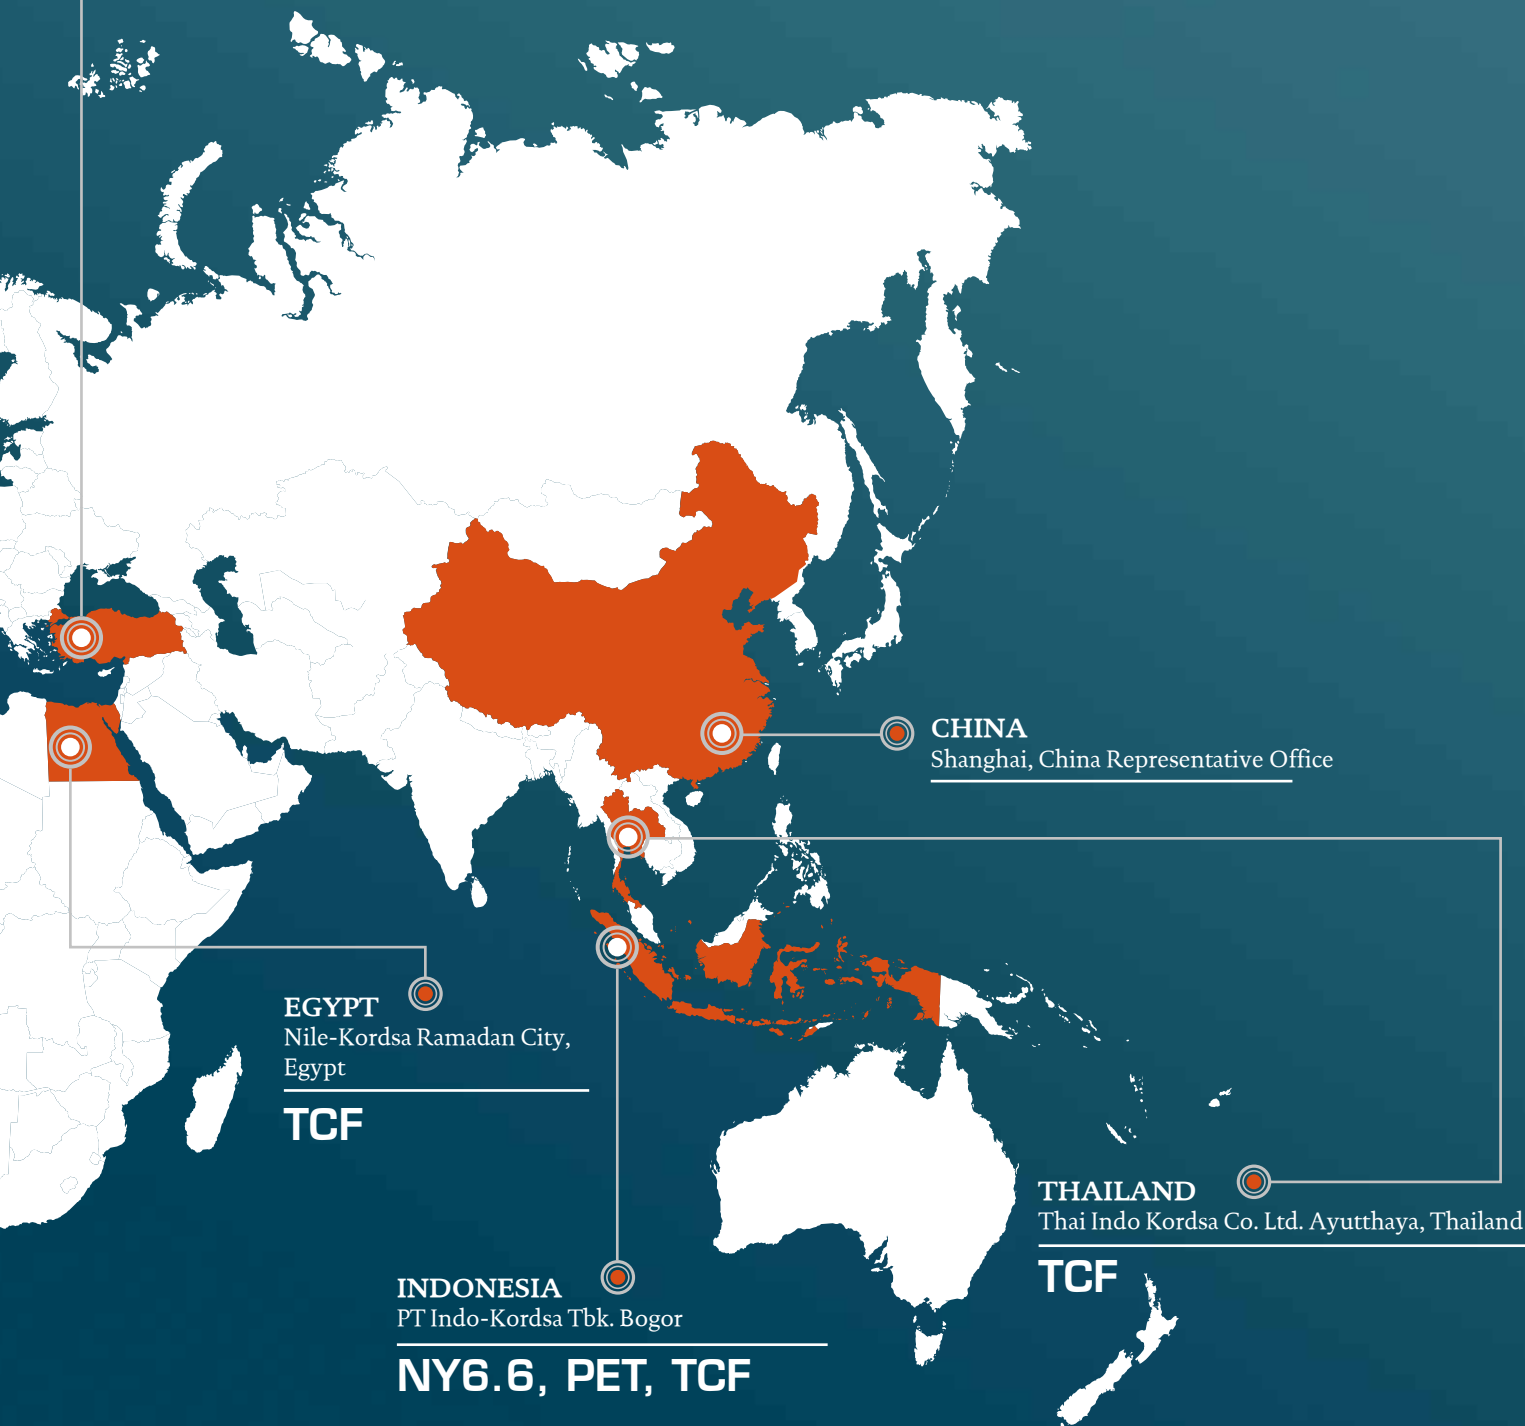 CHINA
Shanghai, China Representative Office
EGYPT
Nile-Kordsa Ramadan City,
Egypt
TCF
THAILAND
Thai Indo Kordsa Co. Ltd. Ayutthaya, Thailand
TCF
INDONESIA
PT Indo-Kordsa Tbk. Bogor
NY6.6, PET, TCF